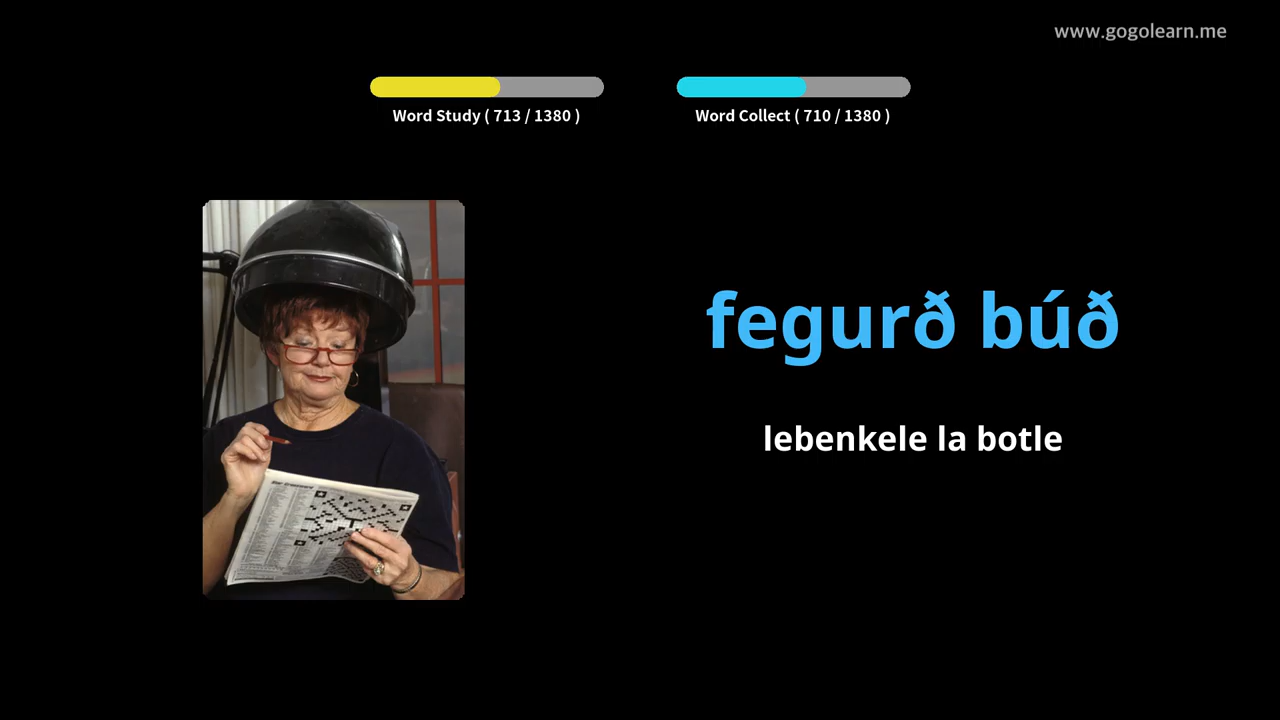 www.gogolearn.me
Word Study ( 713 / 1380 )
Word Collect ( 710 / 1380 )
fegurð búð
lebenkele la botle